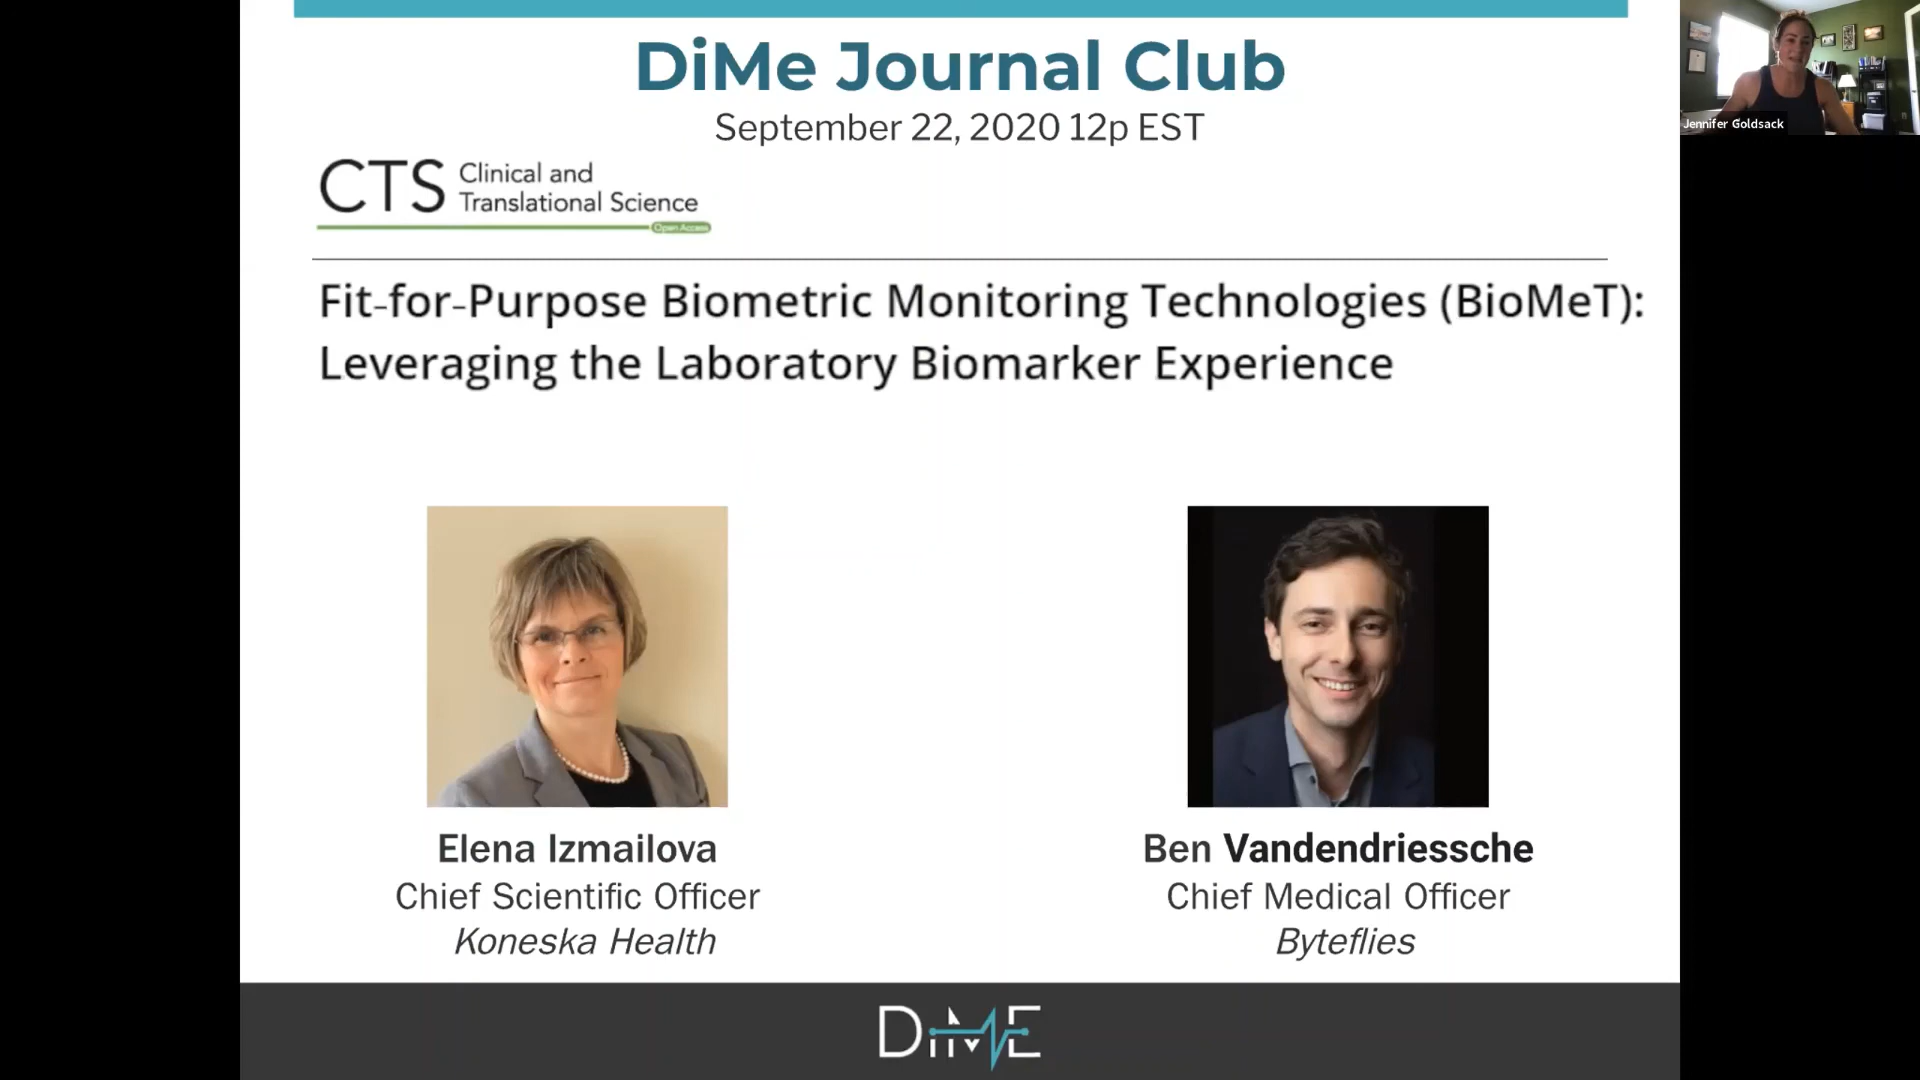 DiMe Journal Club
September 22, 2020 12p EST
Jennifer Goldsack
CTS Clinical and
Translational Science
Open Access
Fit-for-Purpose Biometric Monitoring Technologies (BioMeT):
Leveraging the Laboratory Biomarker Experience
Elena Izmailova
Chief Scientific Officer
Koneska Health
Ben Vandendriessche
Chief Medical Officer
Byteflies
DiME